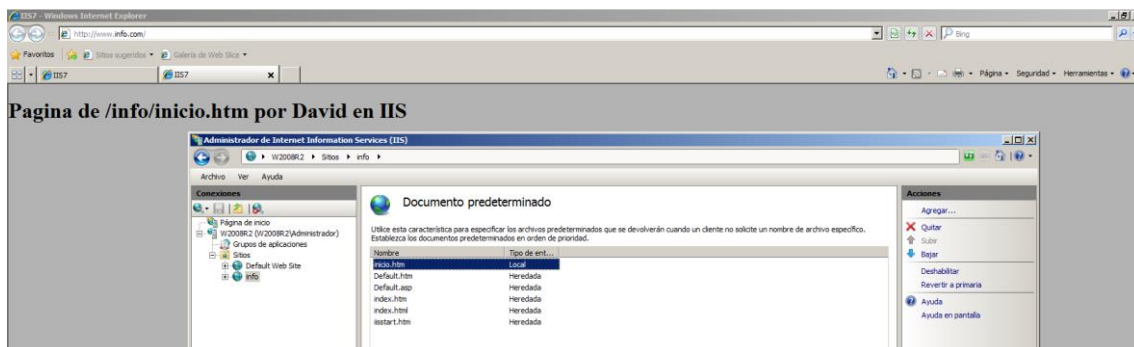 IIS7 - Windows Internet Explorer
http://www.info.com/
Bing
Favoritos Sitios sugeridos Galería de Web Slice
IIS7 IIS7 Página Seguridad Herramientas
Pagina de /info/inicio.htm por David en IIS
Administrador de Internet Information Services (IIS)
W2008R2 Sitios info
Archivo Ver Ayuda
Conexiones
Página de inicio
W2008R2 (W2008R2\Administrador)
Grupos de aplicaciones
Sitios
Default Web Site
info
Documento predeterminado
Utilice esta característica para especificar los archivos predeterminados que se devolverán cuando un cliente no solicite un nombre de archivo específico.
Establezca los documentos predeterminados en orden de prioridad.
Nombre Tipo de ent...
inicio.htm Local
Default.htm Heredada
Default.asp Heredada
index.htm Heredada
index.html Heredada
iisstart.htm Heredada
Acciones
Agregar...
Quitar
Subir
Bajar
Deshabilitar
Revertir a primaria
Ayuda
Ayuda en pantalla